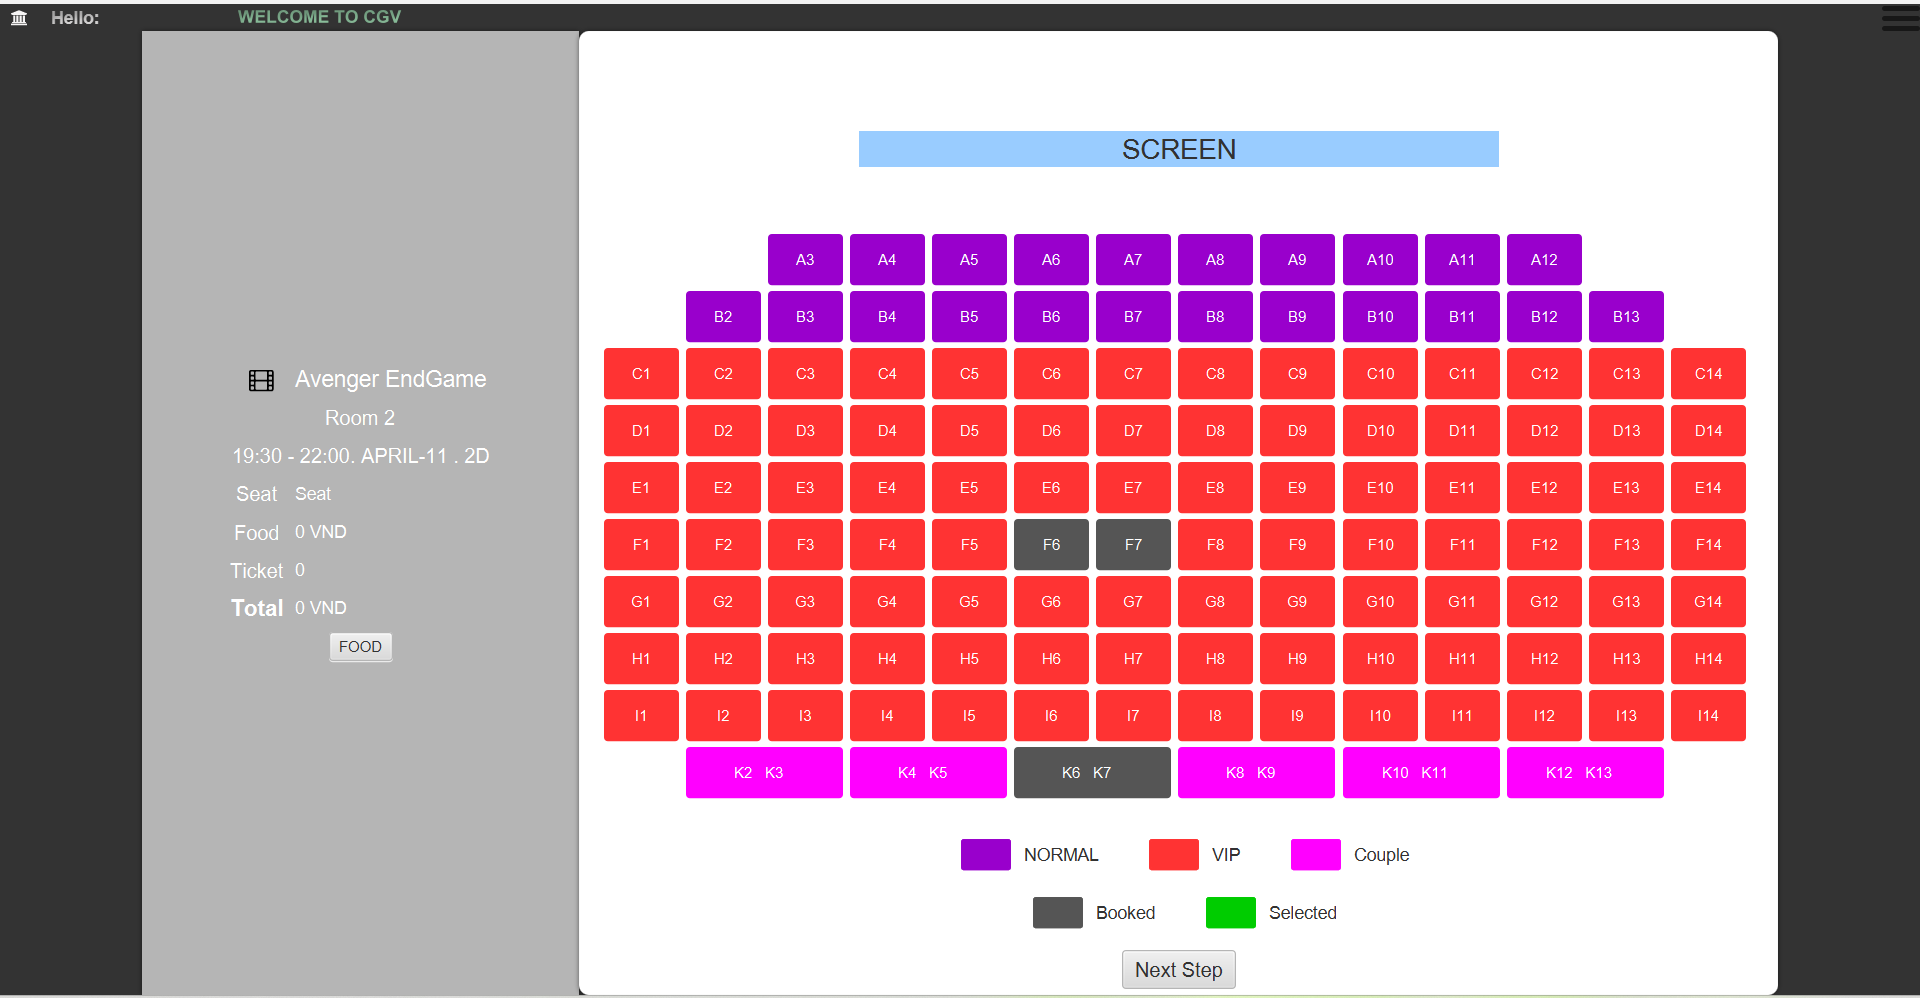 Hello: WELCOME TO CGV
Avenger EndGame
Room 2
19:30 - 22:00. APRIL-11 . 2D
Seat Seat
Food 0 VND
Ticket 0
Total 0 VND
FOOD
SCREEN
A3 A4 A5 A6 A7 A8 A9 A10 A11 A12
B2 B3 B4 B5 B6 B7 B8 B9 B10 B11 B12 B13
C1 C2 C3 C4 C5 C6 C7 C8 C9 C10 C11 C12 C13 C14
D1 D2 D3 D4 D5 D6 D7 D8 D9 D10 D11 D12 D13 D14
E1 E2 E3 E4 E5 E6 E7 E8 E9 E10 E11 E12 E13 E14
F1 F2 F3 F4 F5 F6 F7 F8 F9 F10 F11 F12 F13 F14
G1 G2 G3 G4 G5 G6 G7 G8 G9 G10 G11 G12 G13 G14
H1 H2 H3 H4 H5 H6 H7 H8 H9 H10 H11 H12 H13 H14
I1 I2 I3 I4 I5 I6 I7 I8 I9 I10 I11 I12 I13 I14
K2 K3 K4 K5 K6 K7 K8 K9 K10 K11 K12 K13
NORMAL VIP Couple
Booked Selected
Next Step